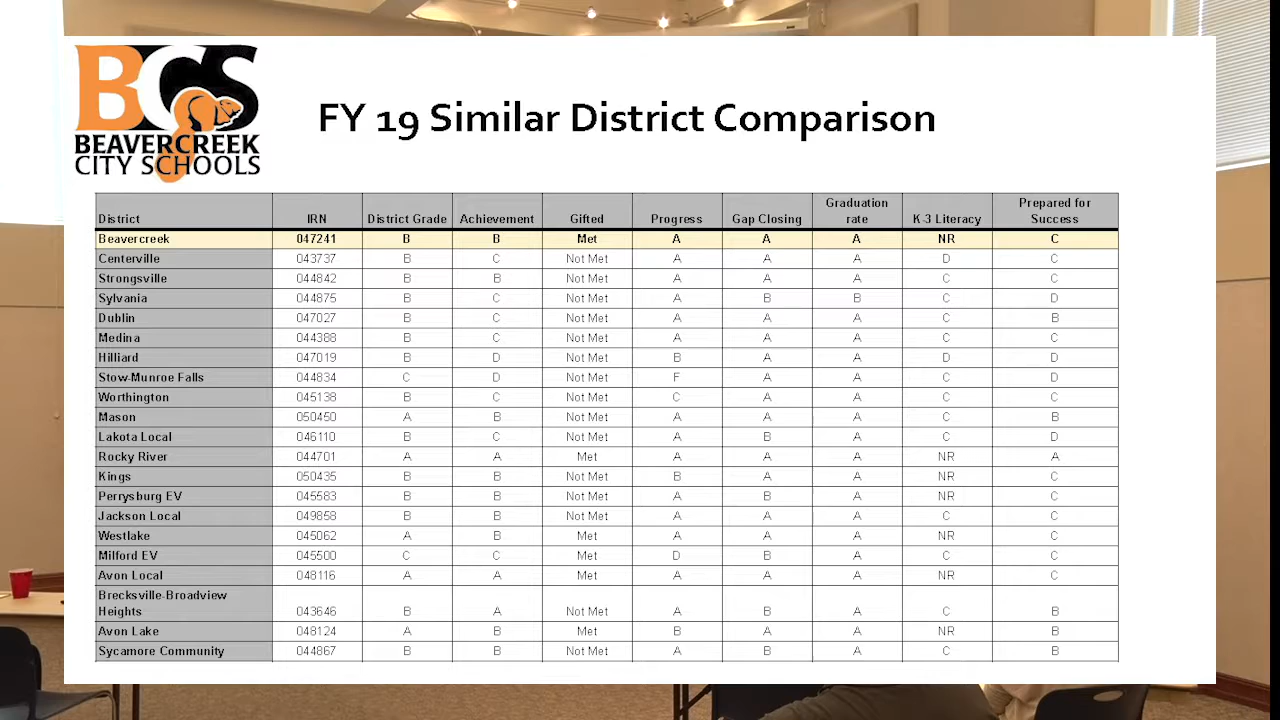 BCS
BEAVERCREEK
CITY SCHOOLS
FY 19 Similar District Comparison
District IRN District Grade Achievement Gifted Progress Gap Closing Graduation rate K-3 Literacy Prepared for Success
Beavercreek 047241 B B Met A A A NR C
Centerville 043737 B C Not Met A A A D C
Strongsville 044842 B B Not Met A A A C C
Sylvania 044875 B C Not Met A B B C D
Dublin 047027 B C Not Met A A A C B
Medina 044388 B C Not Met A A A C C
Hilliard 047019 B D Not Met B A A D D
Stow-Munroe Falls 044834 C D Not Met F A A C D
Worthington 045138 B C Not Met C A A C C
Mason 050450 A B Not Met A A A C B
Lakota Local 046110 B C Not Met A B A C D
Rocky River 044701 A A Met A A A NR A
Kings 050435 B B Not Met B A A NR C
Perrysburg EV 045583 B B Not Met A B A NR C
Jackson Local 049858 B B Not Met A A A C C
Westlake 045062 A B Met A A A NR C
Milford EV 045500 C C Met D B A C C
Avon Local 048116 A A Met A A A NR C
Brecksville-Broadview
Heights 043646 B A Not Met A B A C B
Avon Lake 048124 A B Met B A A NR B
Sycamore Community 044867 B B Not Met A B A C B